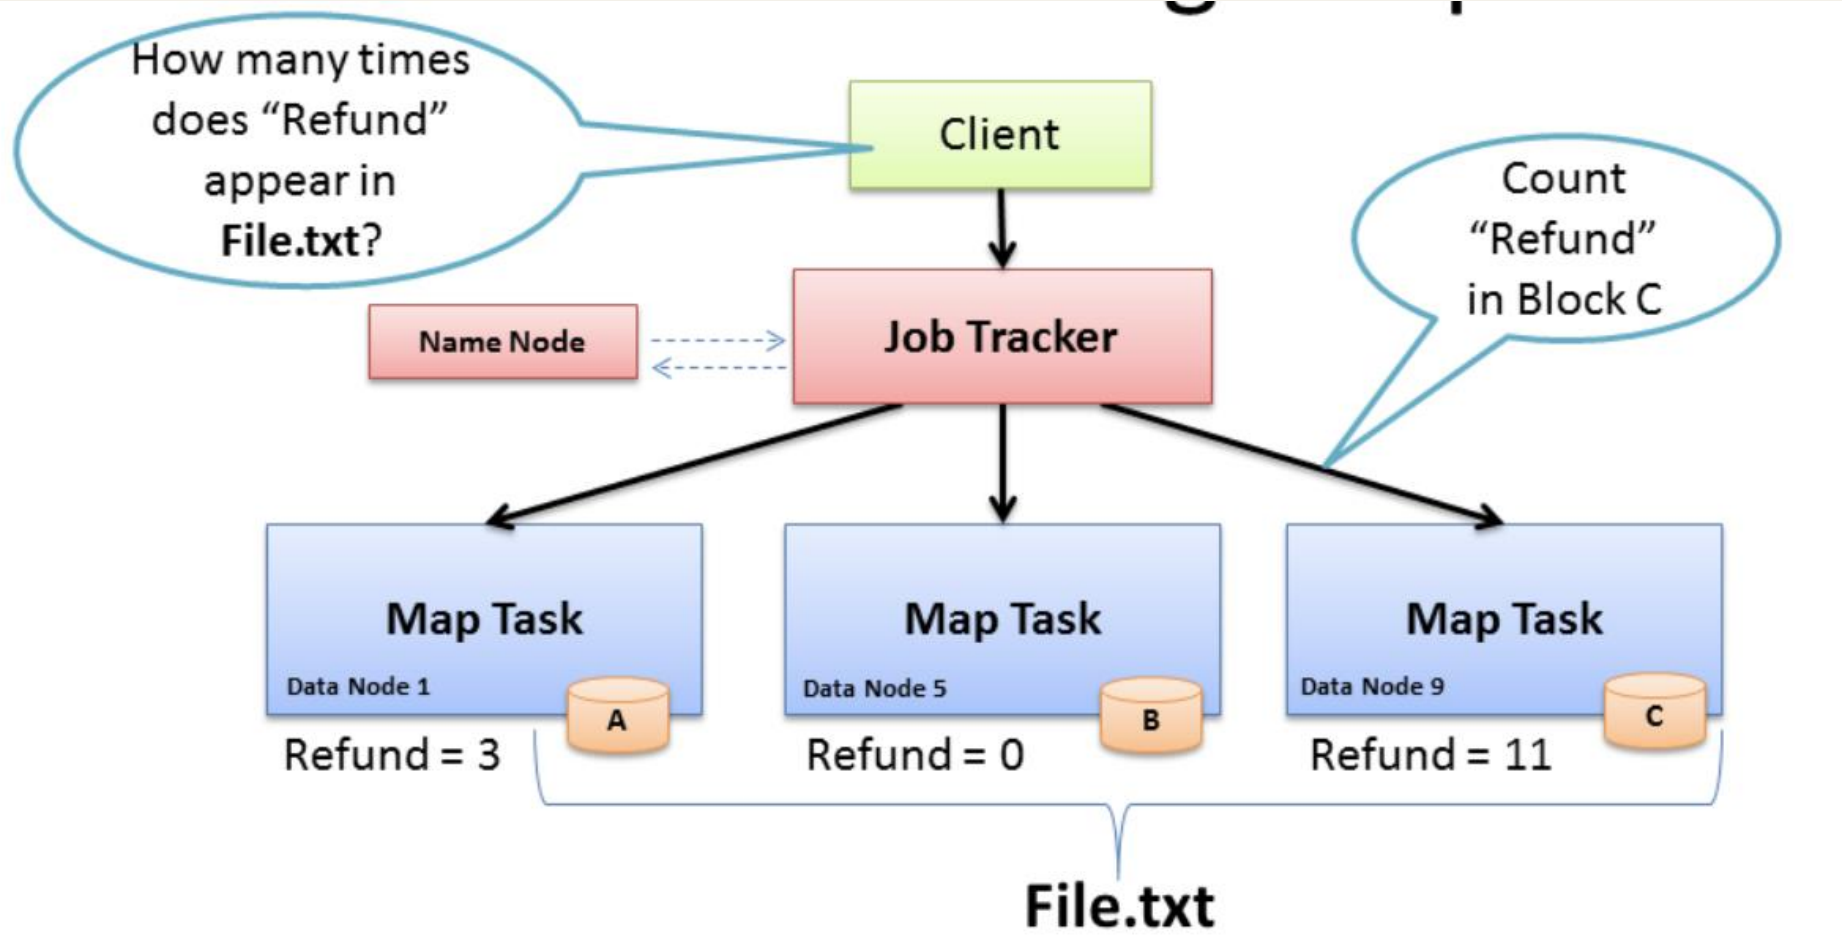 How many times
does “Refund”
appear in
File.txt?
Client
Count
“Refund”
in Block C
Name Node
Job Tracker
Map Task
Data Node 1
A
Map Task
Data Node 5
B
Map Task
Data Node 9
C
Refund = 3
Refund = 0
Refund = 11
File.txt